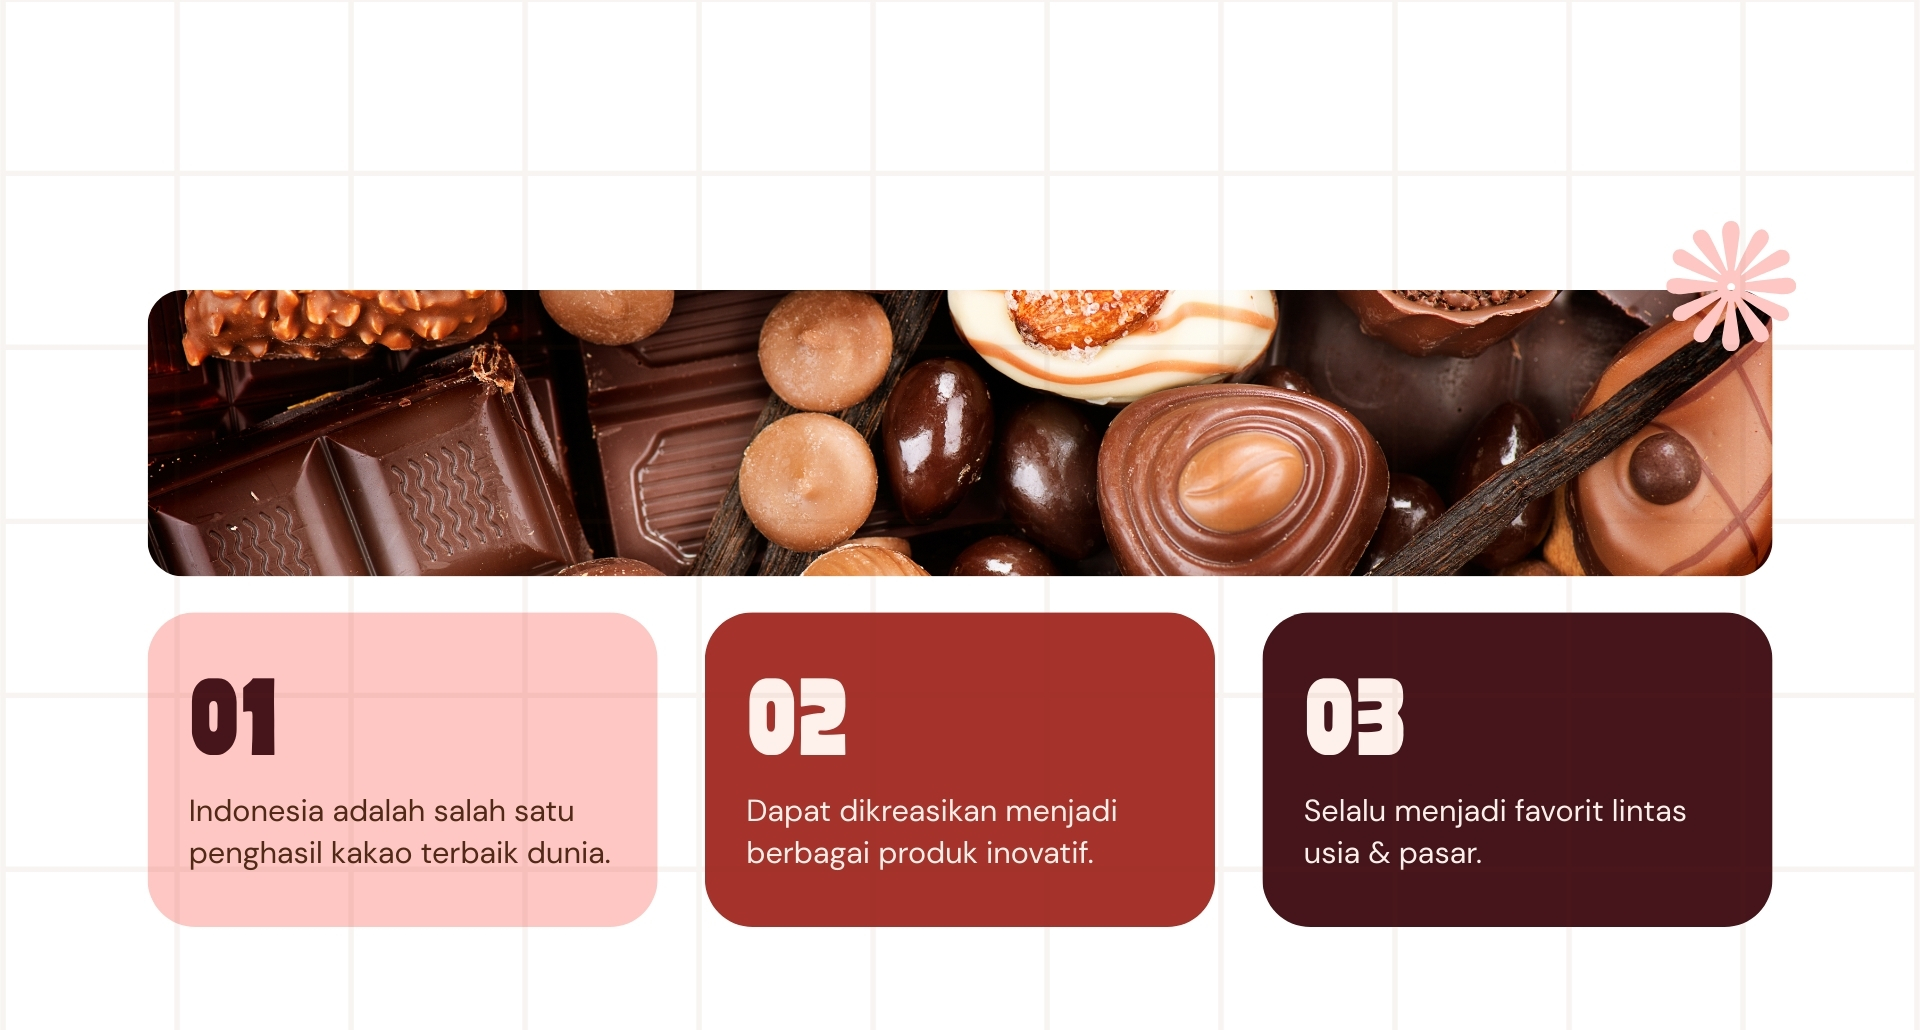 01
Indonesia adalah salah satu
penghasil kakao terbaik dunia.
02
Dapat dikreasikan menjadi
berbagai produk inovatif.
03
Selalu menjadi favorit lintas
usia & pasar.